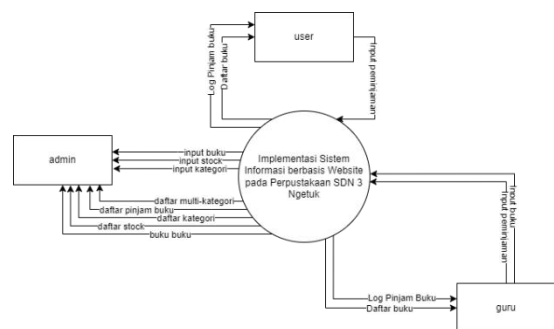 user
Log Pinjam buku
Daftar buku
Input peminjaman
admin
input buku
input stock
input kategori
Implementasi Sistem
Informasi berbasis Website
pada Perpustakaan SDN 3
Ngetuk
daftar multi-kategori
daftar pinjam buku
daftar kategori
daftar stock
buku buku
Input buku
Input peminjaman
Log Pinjam Buku
Daftar buku
guru